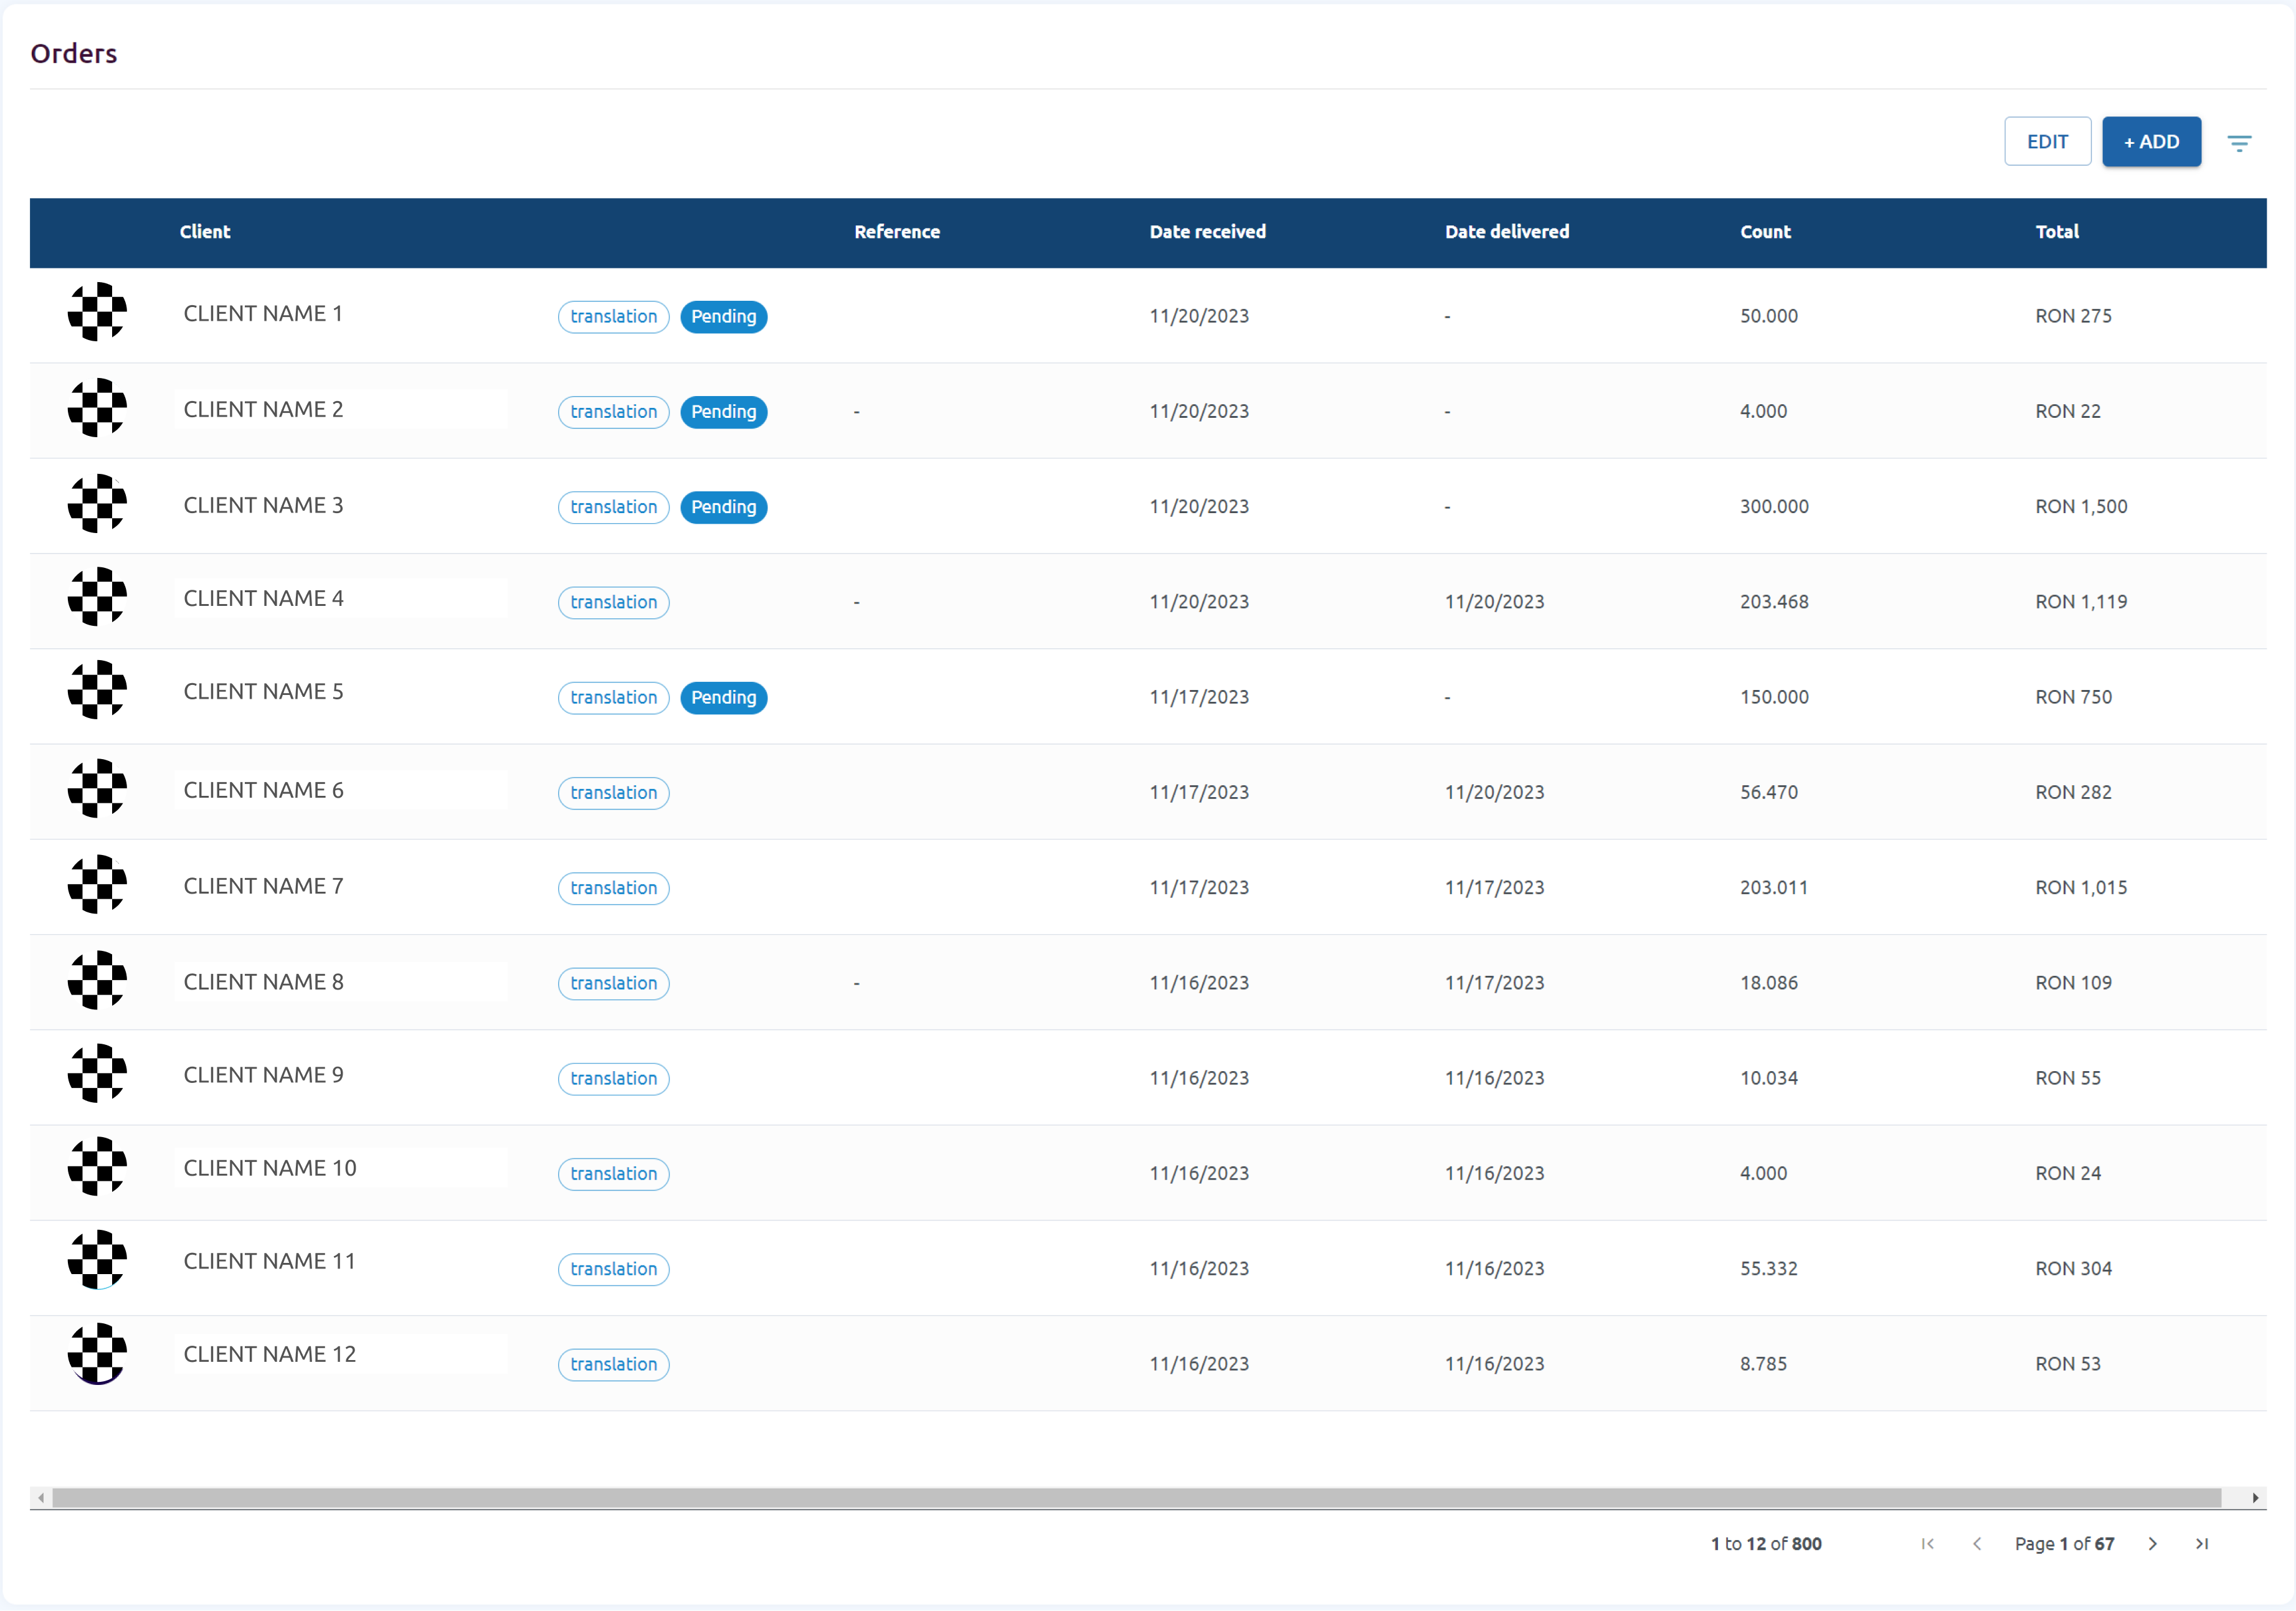 Orders
EDIT + ADD
Client Reference Date received Date delivered Count Total
CLIENT NAME 1 translation Pending 11/20/2023 - 50.000 RON 275
CLIENT NAME 2 translation Pending - 11/20/2023 - 4.000 RON 22
CLIENT NAME 3 translation Pending 11/20/2023 - 300.000 RON 1,500
CLIENT NAME 4 translation - 11/20/2023 11/20/2023 203.468 RON 1,119
CLIENT NAME 5 translation Pending 11/17/2023 - 150.000 RON 750
CLIENT NAME 6 translation 11/17/2023 11/20/2023 56.470 RON 282
CLIENT NAME 7 translation 11/17/2023 11/17/2023 203.011 RON 1,015
CLIENT NAME 8 translation - 11/16/2023 11/17/2023 18.086 RON 109
CLIENT NAME 9 translation 11/16/2023 11/16/2023 10.034 RON 55
CLIENT NAME 10 translation 11/16/2023 11/16/2023 4.000 RON 24
CLIENT NAME 11 translation 11/16/2023 11/16/2023 55.332 RON 304
CLIENT NAME 12 translation 11/16/2023 11/16/2023 8.785 RON 53
1 to 12 of 800 Page 1 of 67